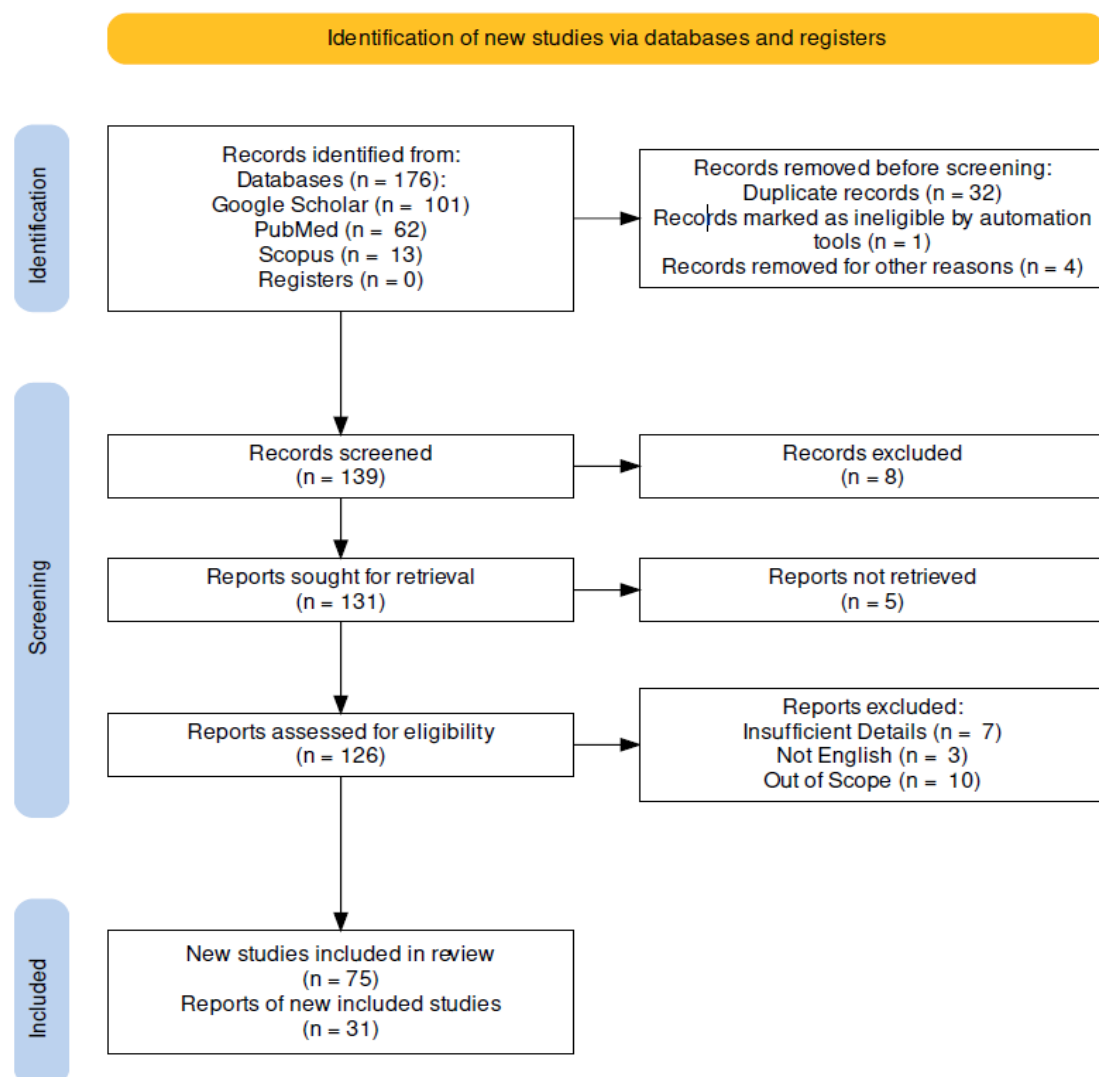 Identification of new studies via databases and registers
Identification
Records identified from:
Databases (n = 176):
Google Scholar (n = 101)
PubMed (n = 62)
Scopus (n = 13)
Registers (n = 0)
Records removed before screening:
Duplicate records (n = 32)
Records marked as ineligible by automation
tools (n = 1)
Records removed for other reasons (n = 4)
Screening
Records screened
(n = 139)
Records excluded
(n = 8)
Reports sought for retrieval
(n = 131)
Reports not retrieved
(n = 5)
Reports assessed for eligibility
(n = 126)
Reports excluded:
Insufficient Details (n = 7)
Not English (n = 3)
Out of Scope (n = 10)
Included
New studies included in review
(n = 75)
Reports of new included studies
(n = 31)